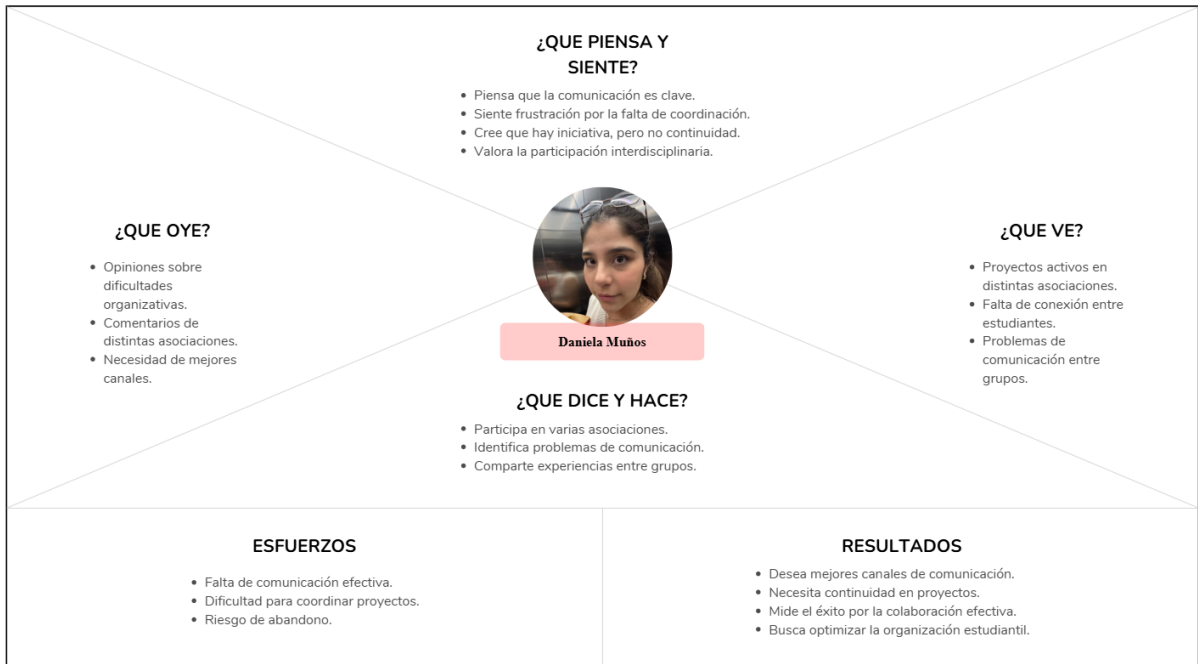 ¿QUE PIENSA Y
SIENTE?
• Piensa que la comunicación es clave.
• Siente frustración por la falta de coordinación.
• Cree que hay iniciativa, pero no continuidad.
• Valora la participación interdisciplinaria.
¿QUE OYE?
• Opiniones sobre
dificultades
organizativas.
• Comentarios de
distintas asociaciones.
• Necesidad de mejores
canales.
Daniela Muños
¿QUE VE?
• Proyectos activos en
distintas asociaciones.
• Falta de conexión entre
estudiantes.
• Problemas de
comunicación entre
grupos.
¿QUE DICE Y HACE?
• Participa en varias asociaciones.
• Identifica problemas de comunicación.
• Comparte experiencias entre grupos.
ESFUERZOS
• Falta de comunicación efectiva.
• Dificultad para coordinar proyectos.
• Riesgo de abandono.
RESULTADOS
• Desea mejores canales de comunicación.
• Necesita continuidad en proyectos.
• Mide el éxito por la colaboración efectiva.
• Busca optimizar la organización estudiantil.